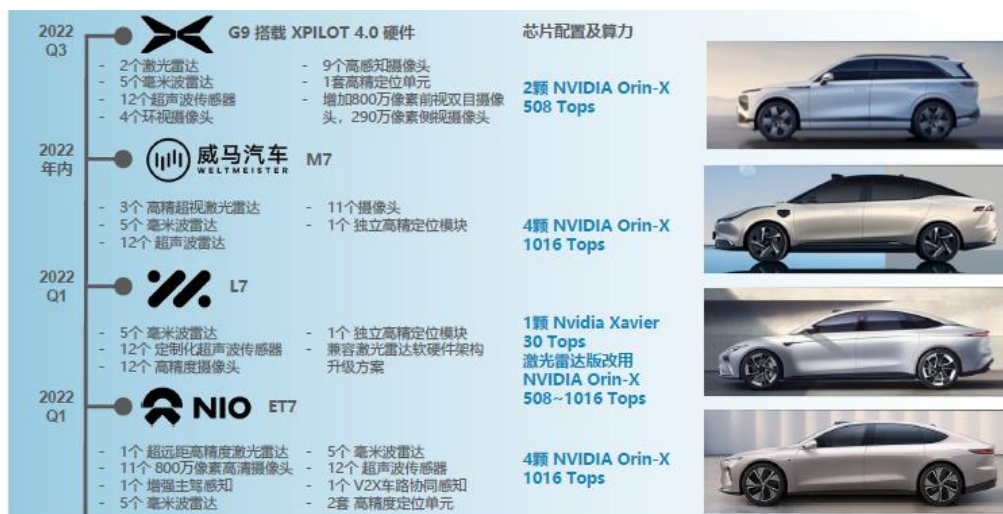 2022
Q3
G9 搭载 XPILOT 4.0 硬件
芯片配置及算力
- 2个激光雷达
- 5个毫米波雷达
- 12个超声波传感器
- 4个环视摄像头
- 9个高感知摄像头
- 1套高精定位单元
- 增加800万像素前视双目摄像
头，290万像素侧视摄像头
2颗 NVIDIA Orin-X
508 Tops
2022
年内
威马汽车
WELTMEISTER
M7
- 3个 高精超视激光雷达
- 5个 毫米波雷达
- 12个 超声波雷达
- 11个摄像头
- 1个 独立高精定位模块
4颗 NVIDIA Orin-X
1016 Tops
2022
Q1
L7
- 5个 毫米波雷达
- 12个 定制化超声波传感器
- 12个 高精度摄像头
- 1个 独立高精定位模块
- 兼容激光雷达软硬件架构
升级方案
1颗 Nvidia Xavier
30 Tops
激光雷达版改用
NVIDIA Orin-X
508~1016 Tops
2022
Q1
NIO
ET7
- 1个 超远距高精度激光雷达
- 11个 800万像素高清摄像头
- 1个 增强主驾感知
- 5个 毫米波雷达
- 5个 毫米波雷达
- 12个 超声波传感器
- 1个 V2X车路协同感知
- 2套 高精度定位单元
4颗 NVIDIA Orin-X
1016 Tops